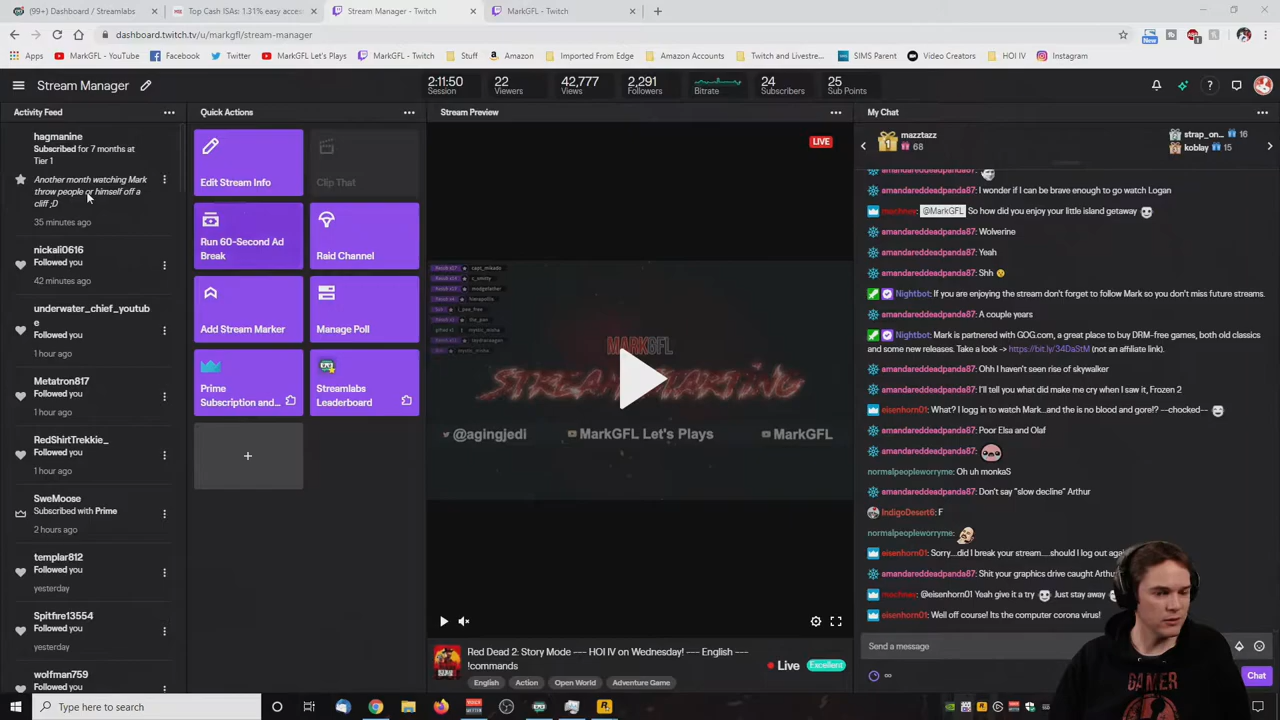 (99+) Dashboard / Streamlabs
Top Cash ISAs: 1.31% easy acces
Stream Manager - Twitch
MarkGFL - Twitch
dashboard.twitch.tv/u/markgfl/stream-manager
Apps
MarkGFL - YouTube
Facebook
Twitter
MarkGFL Let's Plays
MarkGFL - Twitch
Stuff
Amazon
Imported From Edge
Amazon Accounts
Twitch and Livestre...
SIMS Parent
Video Creators
HOI IV
Instagram
Stream Manager
2:11:50
Session
22
Viewers
42,777
Views
2,291
Followers
Bitrate
24
Subscribers
25
Sub Points
Activity Feed
hagmanine
Subscribed for 7 months at
Tier 1
Another month watching Mark
throw people or himself off a
cliff ;D
35 minutes ago
nickali0616
Followed you
42 minutes ago
underwater_chief_yoxtub
e
Followed you
1 hour ago
Metatron817
Followed you
1 hour ago
RedShirtTrekkie_
Followed you
1 hour ago
SweMoose
Subscribed with Prime
2 hours ago
templar812
Followed you
yesterday
Spitfire13554
Followed you
yesterday
wolfman759
Followed you
Quick Actions
Edit Stream Info
Clip That
Run 60-Second Ad
Break
Raid Channel
Add Stream Marker
Manage Poll
Prime
Subscription and...
Streamlabs
Leaderboard
Stream Preview
LIVE
MARKGFL
@agingjedi
MarkGFL Let's Plays
MarkGFL
Red Dead 2: Story Mode --- HOI IV on Wednesday! --- English ---
!commands
English
Action
Open World
Adventure Game
Live
Excellent
My Chat
mazztazz
68
strap_on...
16
koblay
15
amandareddeadpanda87:
amandareddeadpanda87: I wonder if I can be brave enough to go watch Logan
@MarkGFL So how did you enjoy your little island getaway
amandareddeadpanda87: Wolverine
amandareddeadpanda87: Yeah
amandareddeadpanda87: Shh
Nightbot: If you are enjoying the stream don't forget to follow Mark so you don't miss future streams.
amandareddeadpanda87: A couple years
Nightbot: Mark is partnered with GOG.com, a great place to buy DRM-free games, both old classics
and some new releases. Take a look -> https://bit.ly/34DaStM (not an affiliate link).
amandareddeadpanda87: Ohh I haven't seen rise of skywalker
amandareddeadpanda87: I'll tell you what did make me cry when I saw it, Frozen 2
eisenhorn01: What? I logg in to watch Mark...and the is no blood and gore!? --chocked--
amandareddeadpanda87: Poor Elsa and Olaf
amandareddeadpanda87:
normalpeopleworryme: Oh uh monkaS
amandareddeadpanda87: Don't say "slow decline" Arthur
IndigoDesert6: F
normalpeopleworryme:
eisenhorn01: Sorry...did I break your stream.....should I log out aga
amandareddeadpanda87: Shit your graphics drive caught Arthu
@eisenhorn01 Yeah give it a try Just stay away
eisenhorn01: Well off course! Its the computer corona virus!
Send a message
Chat
GAMER
Type here to search